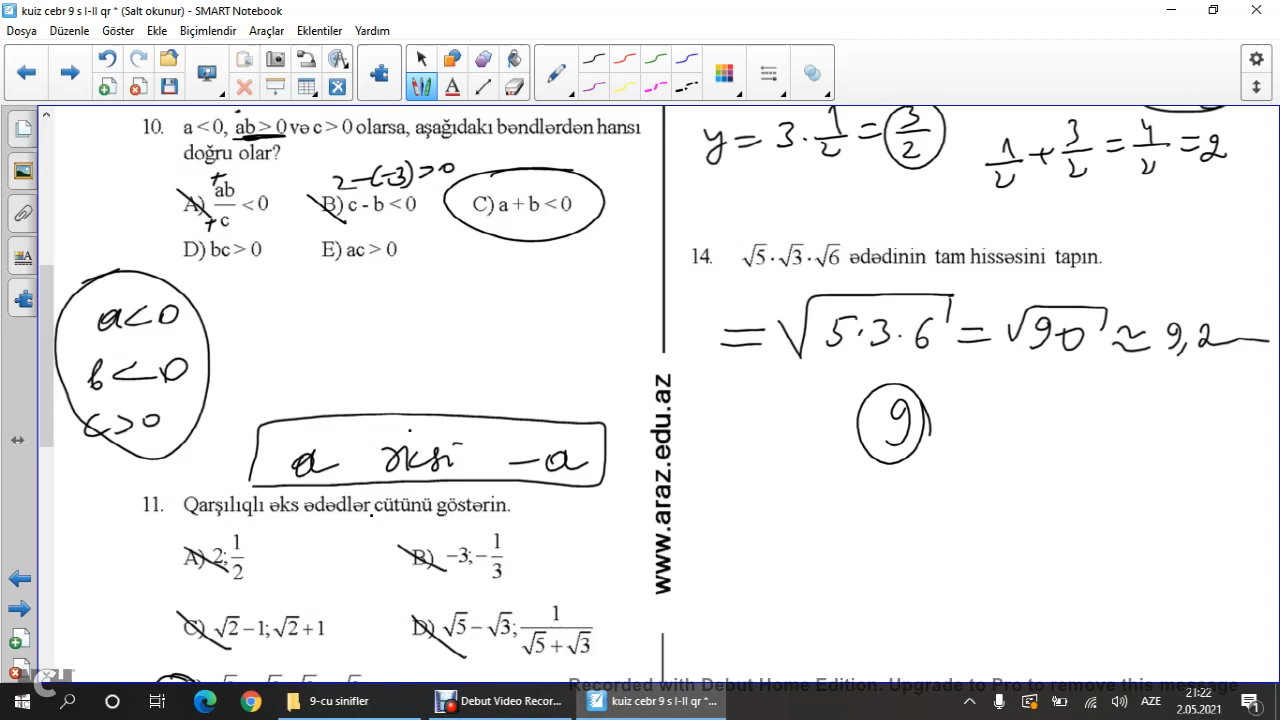 kuiz cebr 9 s I-II qr * (Salt okunur) - SMART Notebook
Dosya Düzenle Göster Ekle Biçimlendir Araçlar Eklentiler Yardım
10. a < 0, ab > 0 və c > 0 olarsa, aşağıdakı bəndlərdən hansı
doğru olar?
2-(-3)>0
+
A) ab/c < 0 B) c - b < 0 C) a + b < 0
+
D) bc > 0 E) ac > 0
a<0
b<0
c>0
a əksi -a
11. Qarşılıqlı əks ədədlər cütünü göstərin.
A) 2; 1/2 B) −3; −1/3
C) √2 − 1; √2 + 1 D) √5 − √3; 1/(√5 + √3)
y = 3 · 1/2 = 3/2
1/2 + 3/2 = 4/2 = 2
14. √5 · √3 · √6 ədədinin tam hissəsini tapın.
= √5·3·6 = √90 ≈ 9,2
9
www.araz.edu.az
Recorded with Debut Home Edition. Upgrade to Pro to remove this message
9-cu sinifler
Debut Video Recor...
kuiz cebr 9 s I-II qr *...
AZE
21:22
2.05.2021
1